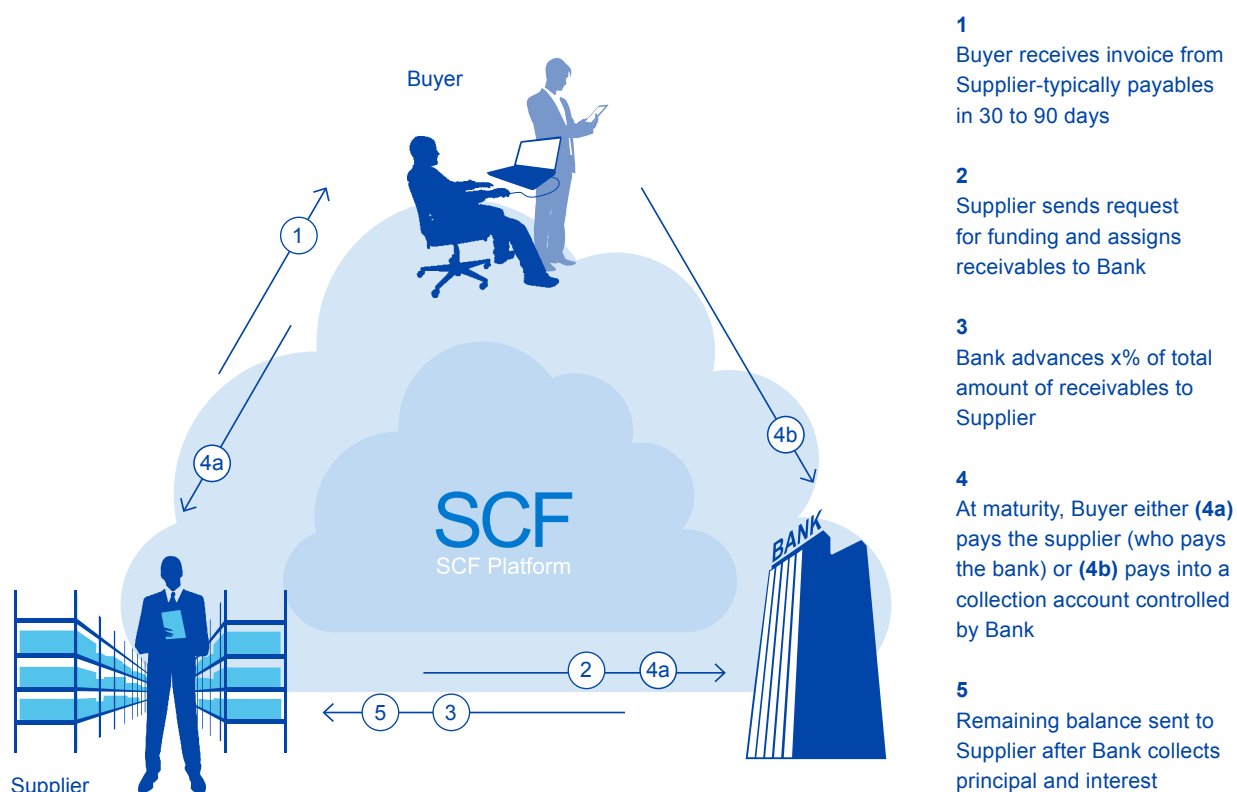 Buyer
1
4a
4b
SCF
SCF Platform
BANK
2
4a
5
3
Supplier
1
Buyer receives invoice from
Supplier-typically payables
in 30 to 90 days
2
Supplier sends request
for funding and assigns
receivables to Bank
3
Bank advances x% of total
amount of receivables to
Supplier
4
At maturity, Buyer either (4a)
pays the supplier (who pays
the bank) or (4b) pays into a
collection account controlled
by Bank
5
Remaining balance sent to
Supplier after Bank collects
principal and interest